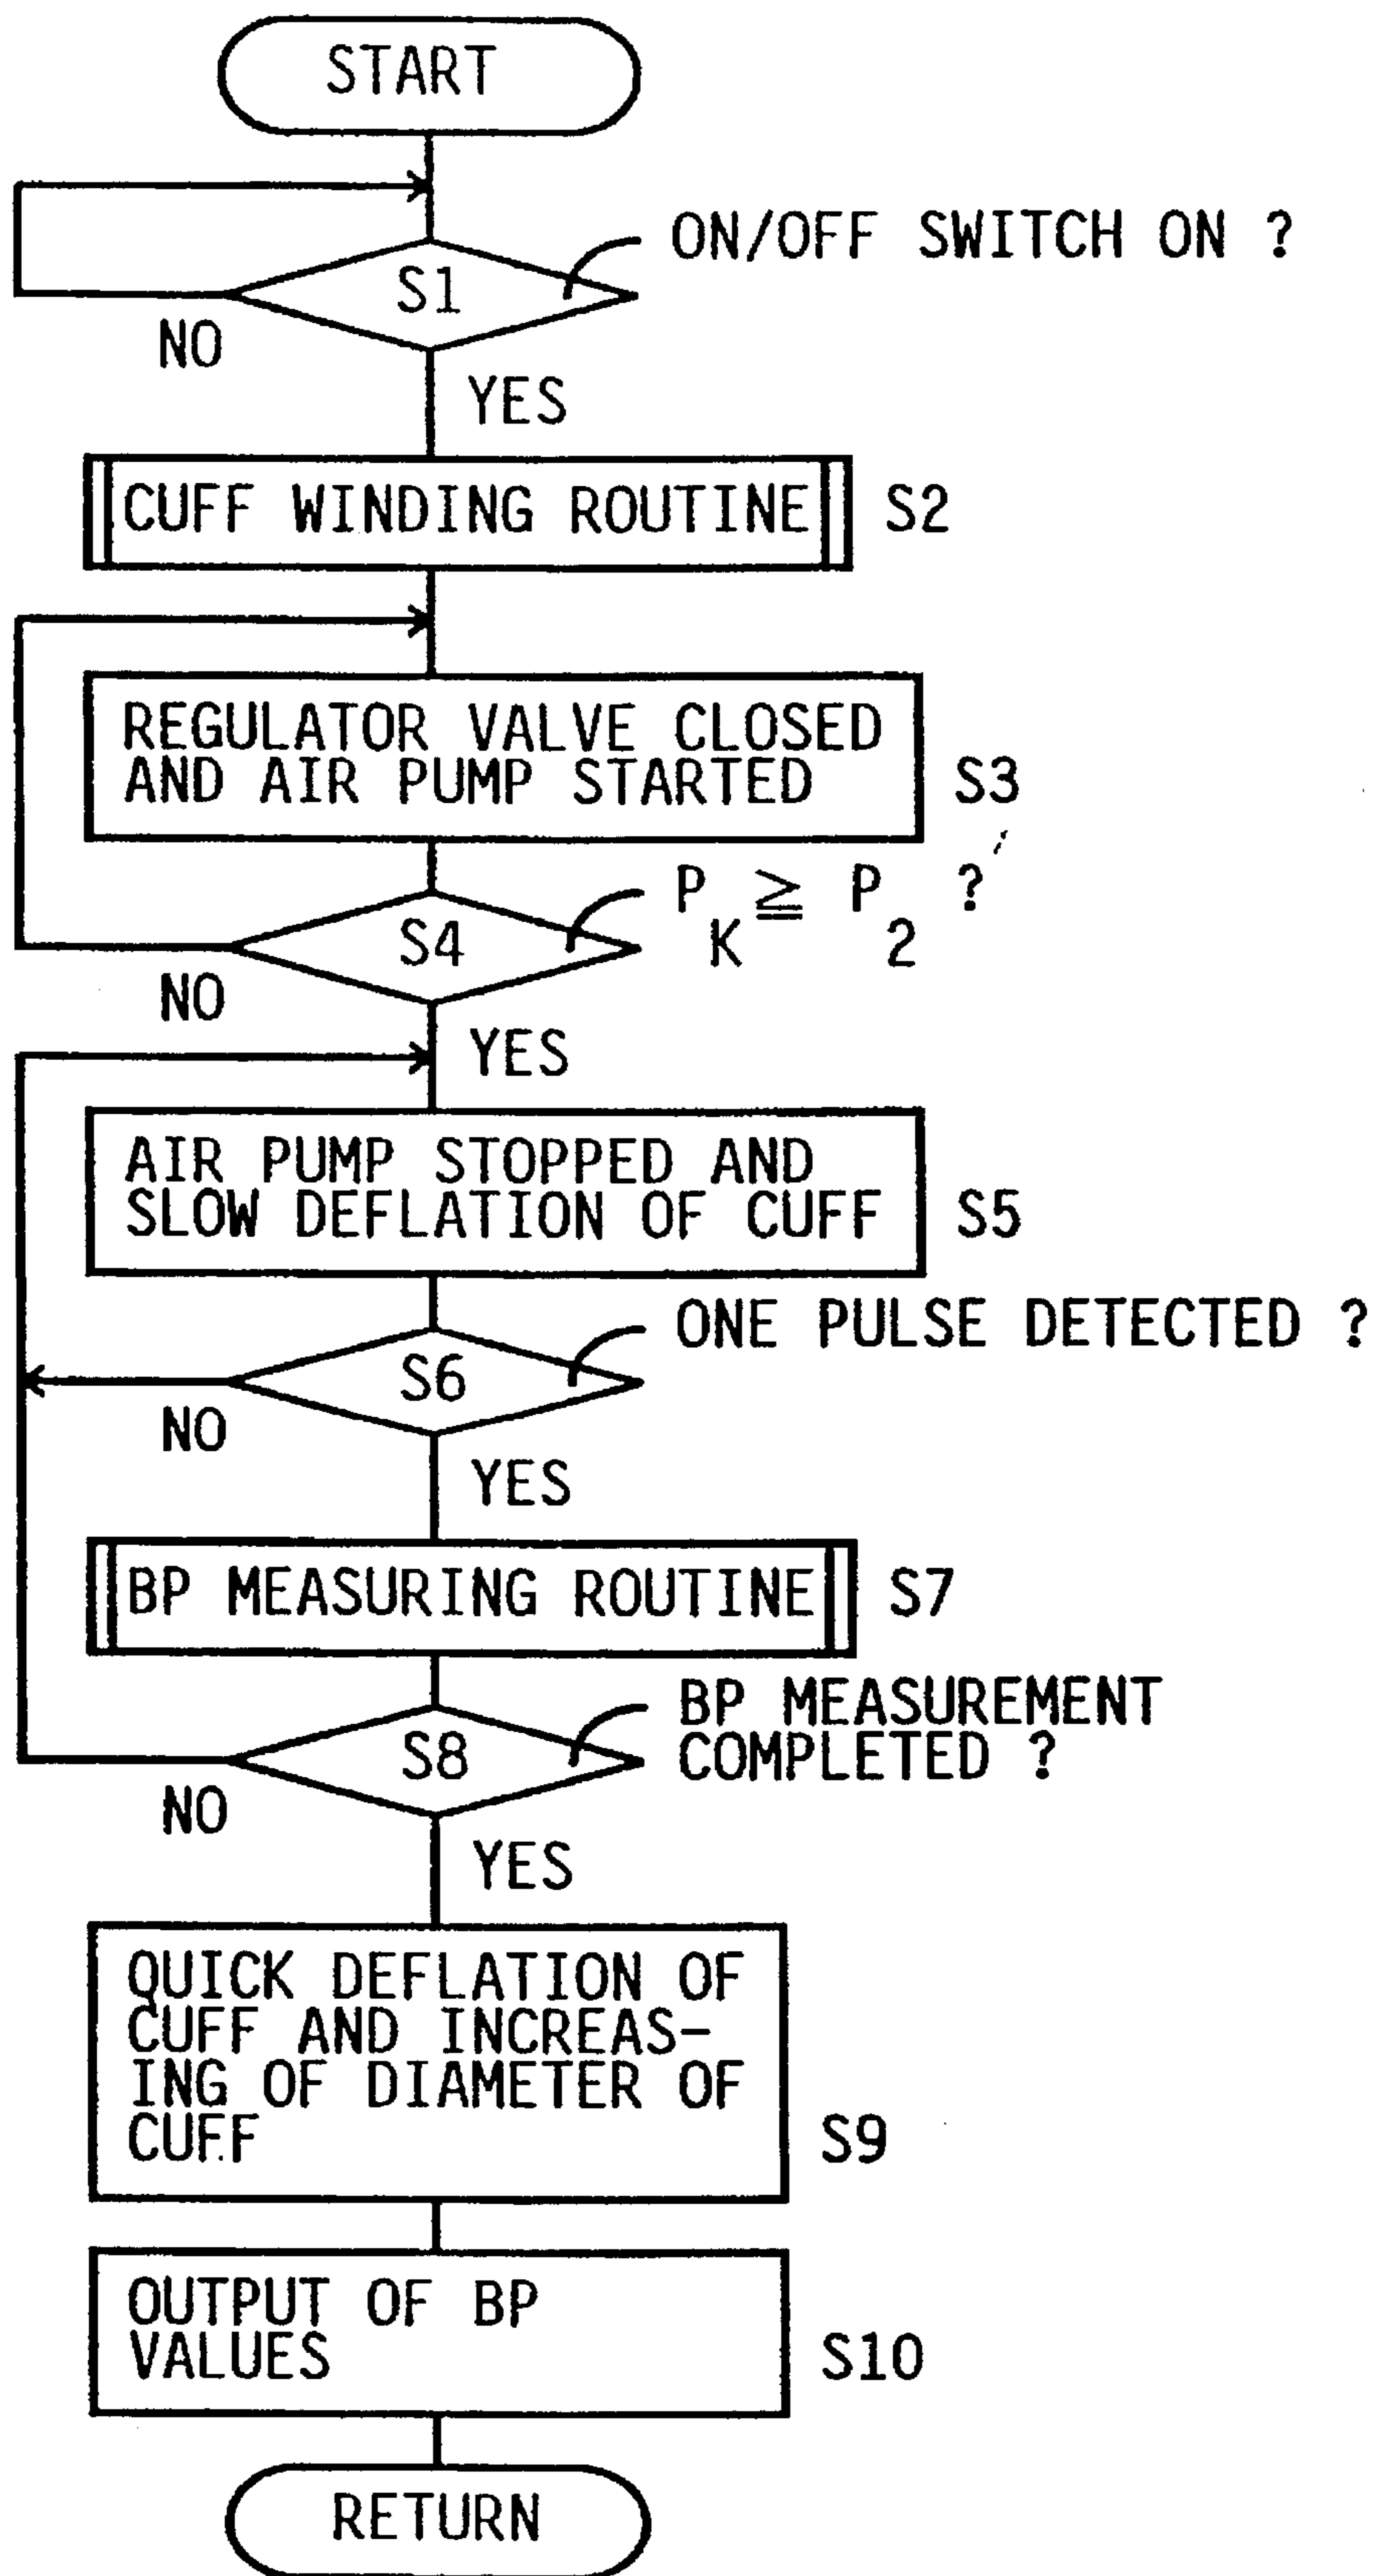 START
ON/OFF SWITCH ON ?
S1
NO
YES
CUFF WINDING ROUTINE
S2
REGULATOR VALVE CLOSED
AND AIR PUMP STARTED
S3
P_K ≧ P_2 ?
S4
NO
YES
AIR PUMP STOPPED AND
SLOW DEFLATION OF CUFF
S5
ONE PULSE DETECTED ?
S6
NO
YES
BP MEASURING ROUTINE
S7
BP MEASUREMENT
COMPLETED ?
S8
NO
YES
QUICK DEFLATION OF
CUFF AND INCREAS-
ING OF DIAMETER OF
CUFF
S9
OUTPUT OF BP
VALUES
S10
RETURN